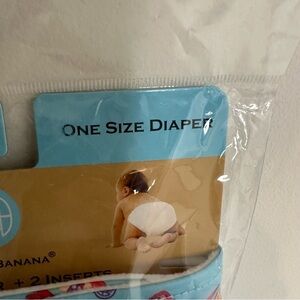 ONE SIZE DIAPER
BANANA®
+ 2 INSERTS